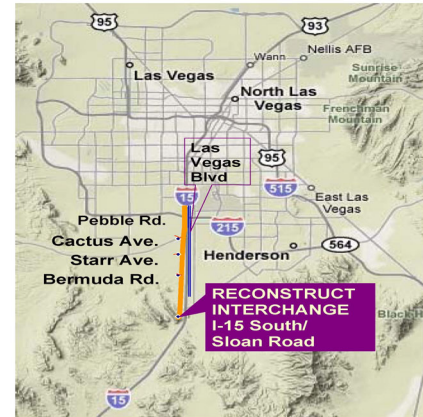 95
93
Nellis AFB
Wann
Las Vegas
Sunrise
Mountain
North Las
Vegas
Frenchman
Mountain
Las
Vegas
Blvd
95
15
515
East Las
Vegas
Pebble Rd.
215
Cactus Ave.
564
Starr Ave.
Henderson
Bermuda Rd.
RECONSTRUCT
INTERCHANGE
I-15 South/
Sloan Road
Black H
15